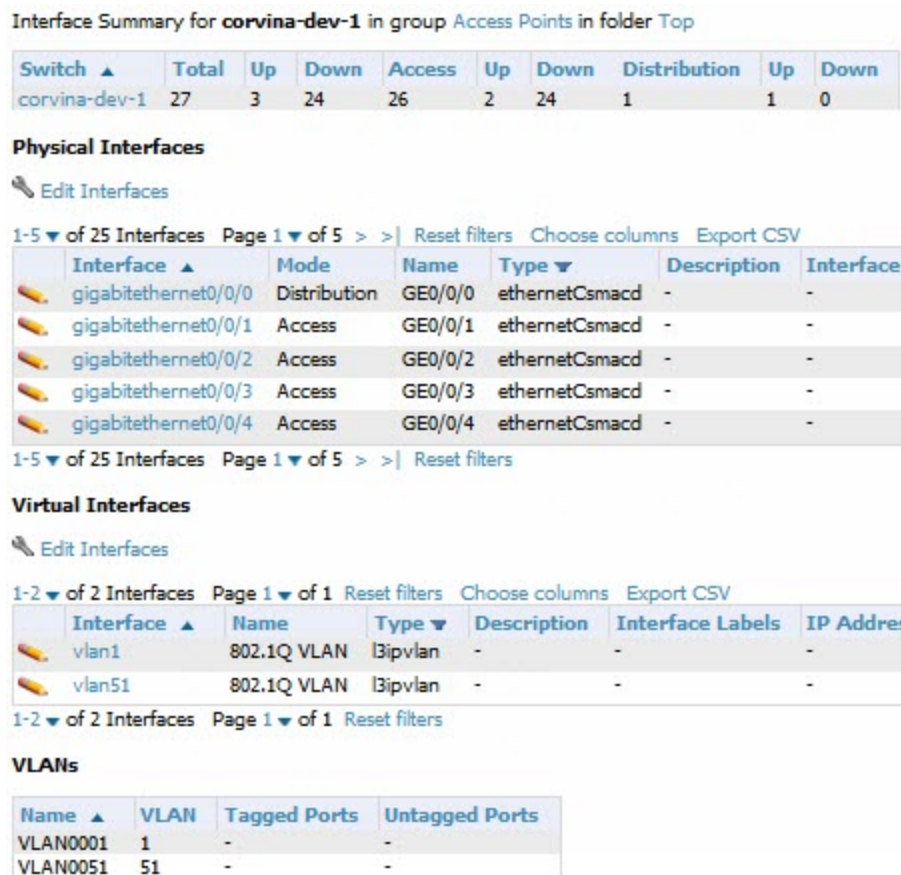 Interface Summary for corvina-dev-1 in group Access Points in folder Top
Switch ▲ Total Up Down Access Up Down Distribution Up Down
corvina-dev-1 27 3 24 26 2 24 1 1 0
Physical Interfaces
Edit Interfaces
1-5 ▼ of 25 Interfaces Page 1 ▼ of 5 > >| Reset filters Choose columns Export CSV
Interface ▲ Mode Name Type Description Interface
gigabitethernet0/0/0 Distribution GE0/0/0 ethernetCsmacd - -
gigabitethernet0/0/1 Access GE0/0/1 ethernetCsmacd - -
gigabitethernet0/0/2 Access GE0/0/2 ethernetCsmacd - -
gigabitethernet0/0/3 Access GE0/0/3 ethernetCsmacd - -
gigabitethernet0/0/4 Access GE0/0/4 ethernetCsmacd - -
1-5 ▼ of 25 Interfaces Page 1 ▼ of 5 > >| Reset filters
Virtual Interfaces
Edit Interfaces
1-2 ▼ of 2 Interfaces Page 1 ▼ of 1 Reset filters Choose columns Export CSV
Interface ▲ Name Type Description Interface Labels IP Addres
vlan1 802.1Q VLAN l3ipvlan - - -
vlan51 802.1Q VLAN l3ipvlan - - -
1-2 ▼ of 2 Interfaces Page 1 ▼ of 1 Reset filters
VLANs
Name ▲ VLAN Tagged Ports Untagged Ports
VLAN0001 1 - -
VLAN0051 51 - -